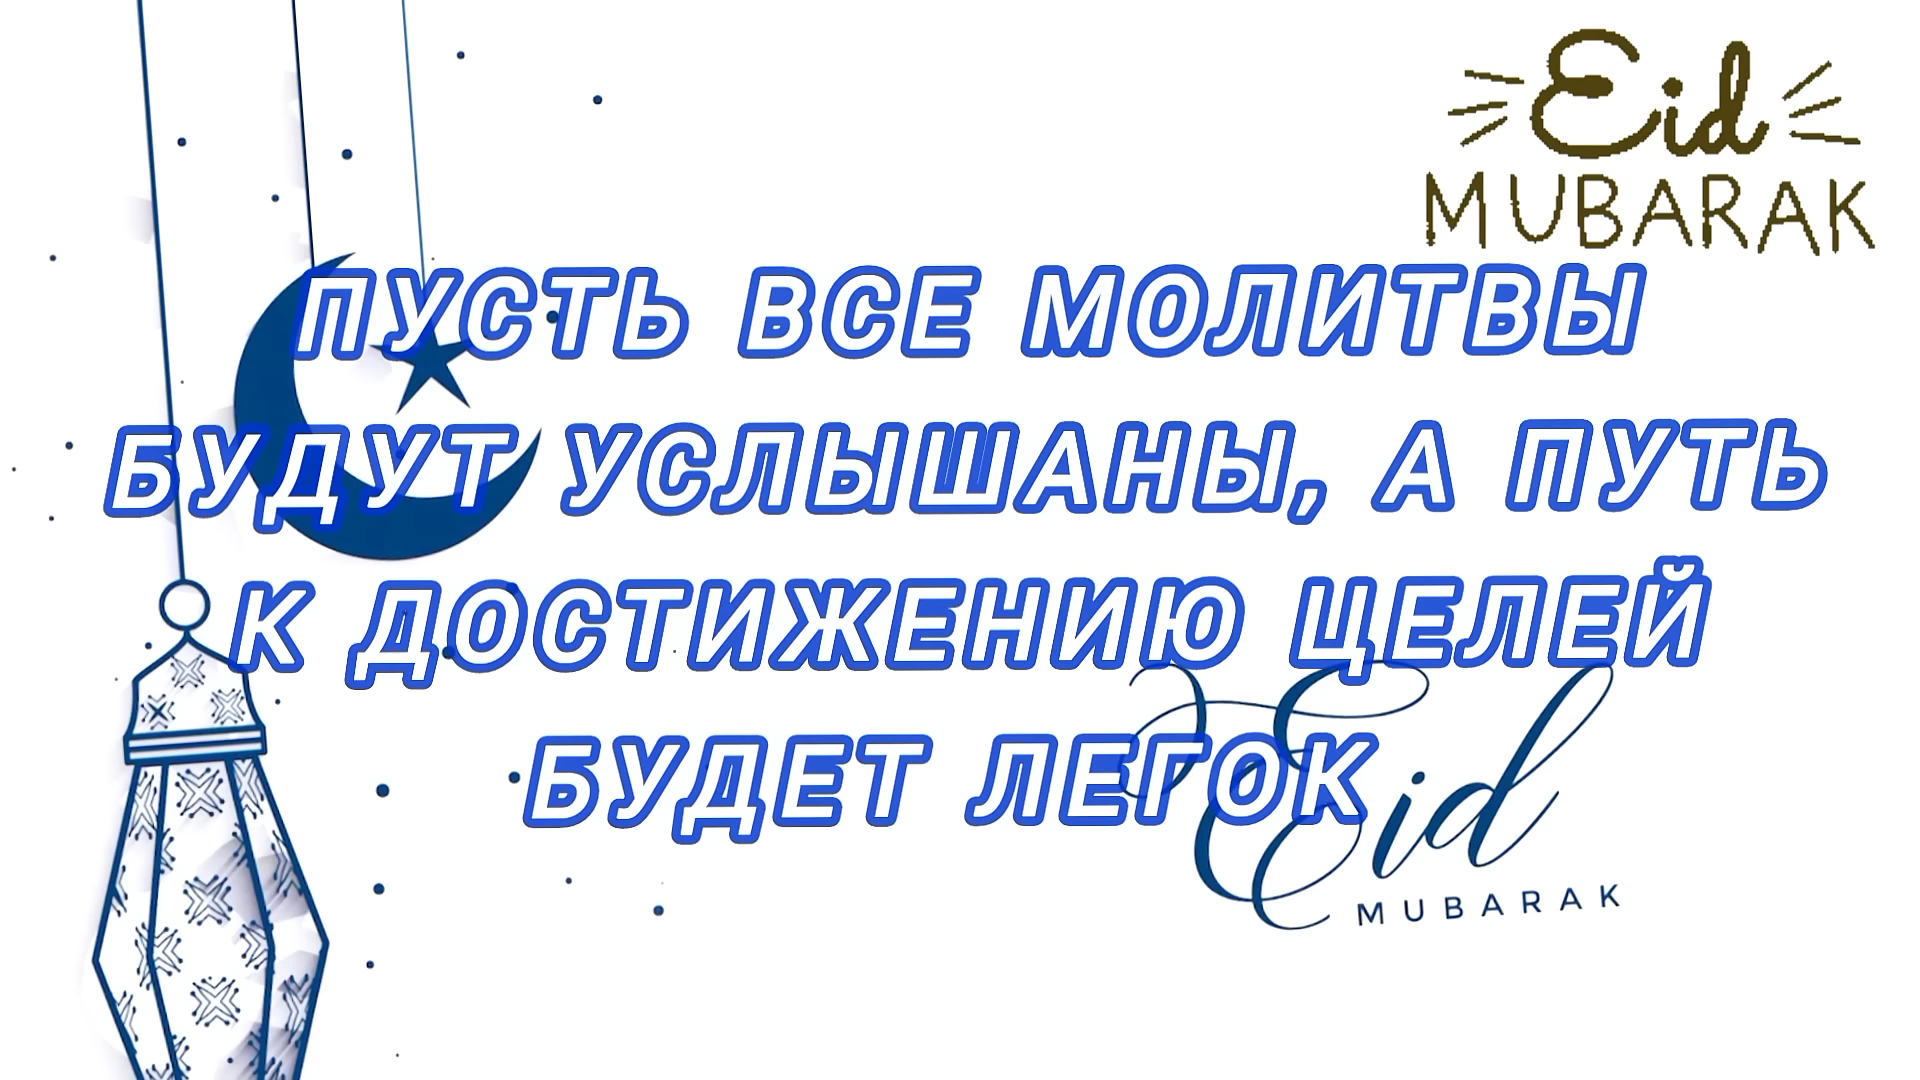 Eid
MUBARAK
ПУСТЬ ВСЕ МОЛИТВЫ
БУДУТ УСЛЫШАНЫ, А ПУТЬ
К ДОСТИЖЕНИЮ ЦЕЛЕЙ
БУДЕТ ЛЕГОК
Eid
MUBARAK